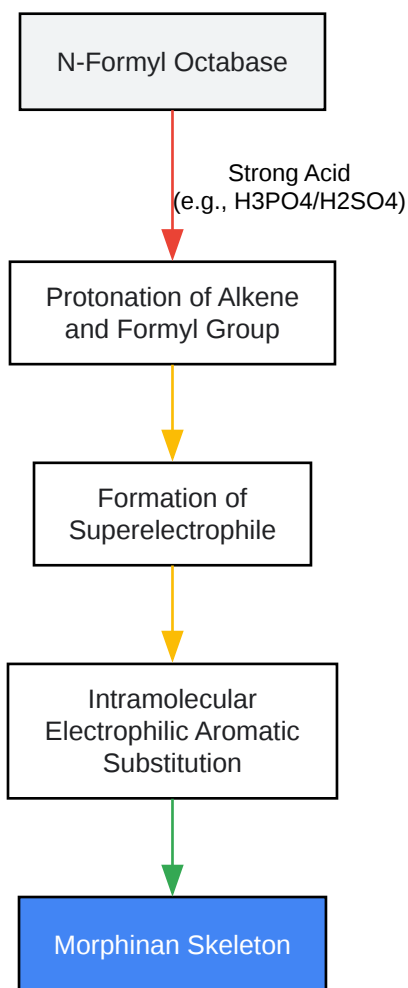 N-Formyl Octabase
Strong Acid
(e.g., H3PO4/H2SO4)
Protonation of Alkene
and Formyl Group
Formation of
Superelectrophile
Intramolecular
Electrophilic Aromatic
Substitution
Morphinan Skeleton